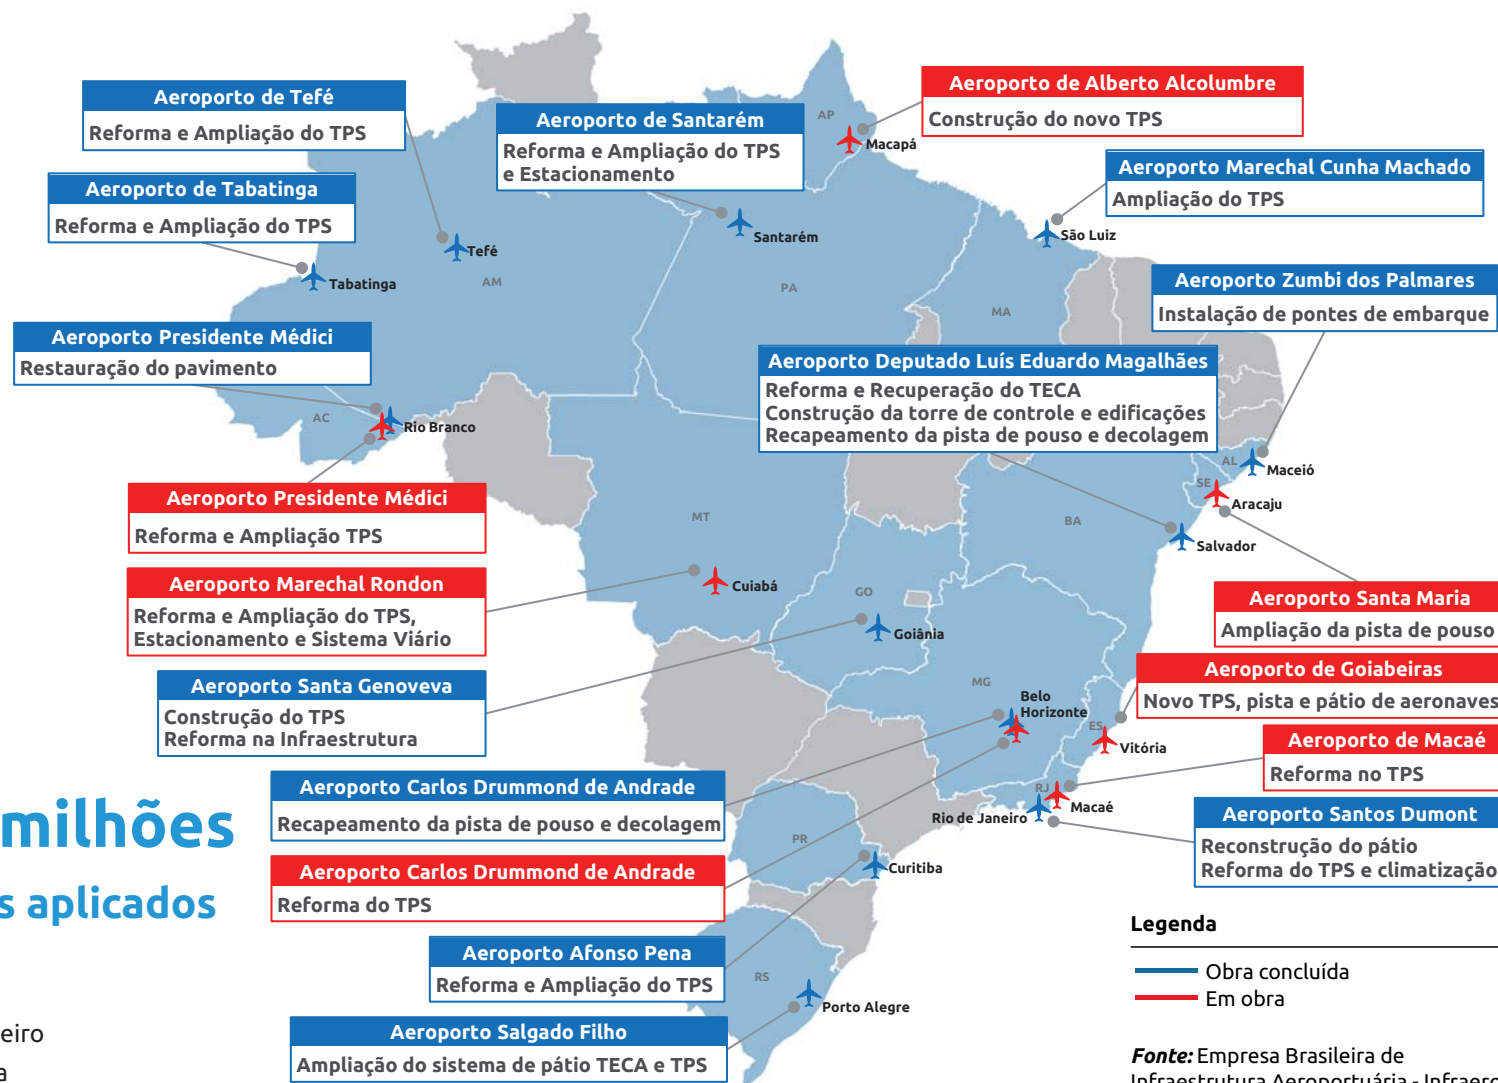 Aeroporto de Tefé
Reforma e Ampliação do TPS
Aeroporto de Tabatinga
Reforma e Ampliação do TPS
Aeroporto de Santarém
Reforma e Ampliação do TPS
e Estacionamento
Aeroporto de Alberto Alcolumbre
Construção do novo TPS
Aeroporto Marechal Cunha Machado
Ampliação do TPS
Aeroporto Zumbi dos Palmares
Instalação de pontes de embarque
Aeroporto Presidente Médici
Restauração do pavimento
Aeroporto Deputado Luís Eduardo Magalhães
Reforma e Recuperação do TECA
Construção da torre de controle e edificações
Recapeamento da pista de pouso e decolagem
Aeroporto Presidente Médici
Reforma e Ampliação TPS
Aeroporto Marechal Rondon
Reforma e Ampliação do TPS,
Estacionamento e Sistema Viário
Aeroporto Santa Genoveva
Construção do TPS
Reforma na Infraestrutura
Aeroporto Santa Maria
Ampliação da pista de pouso
Aeroporto de Goiabeiras
Novo TPS, pista e pátio de aeronaves
Aeroporto de Macaé
Reforma no TPS
Aeroporto Santos Dumont
Reconstrução do pátio
Reforma do TPS e climatização
Aeroporto Carlos Drummond de Andrade
Recapeamento da pista de pouso e decolagem
Aeroporto Carlos Drummond de Andrade
Reforma do TPS
Aeroporto Afonso Pena
Reforma e Ampliação do TPS
Aeroporto Salgado Filho
Ampliação do sistema de pátio TECA e TPS
AP
Macapá
Santarém
São Luiz
Tefé
Tabatinga
AM
PA
MA
AC
Rio Branco
AL
Maceió
SE
Aracaju
MT
BA
Salvador
Cuiabá
GO
Goiânia
MG
Belo
Horizonte
ES
Vitória
RJ
Macaé
Rio de Janeiro
PR
Curitiba
RS
Porto Alegre
milhões
s aplicados
eiro
a
Legenda
Obra concluída
Em obra
Fonte: Empresa Brasileira de
Infraestrutura Aeroportuária - Infraero